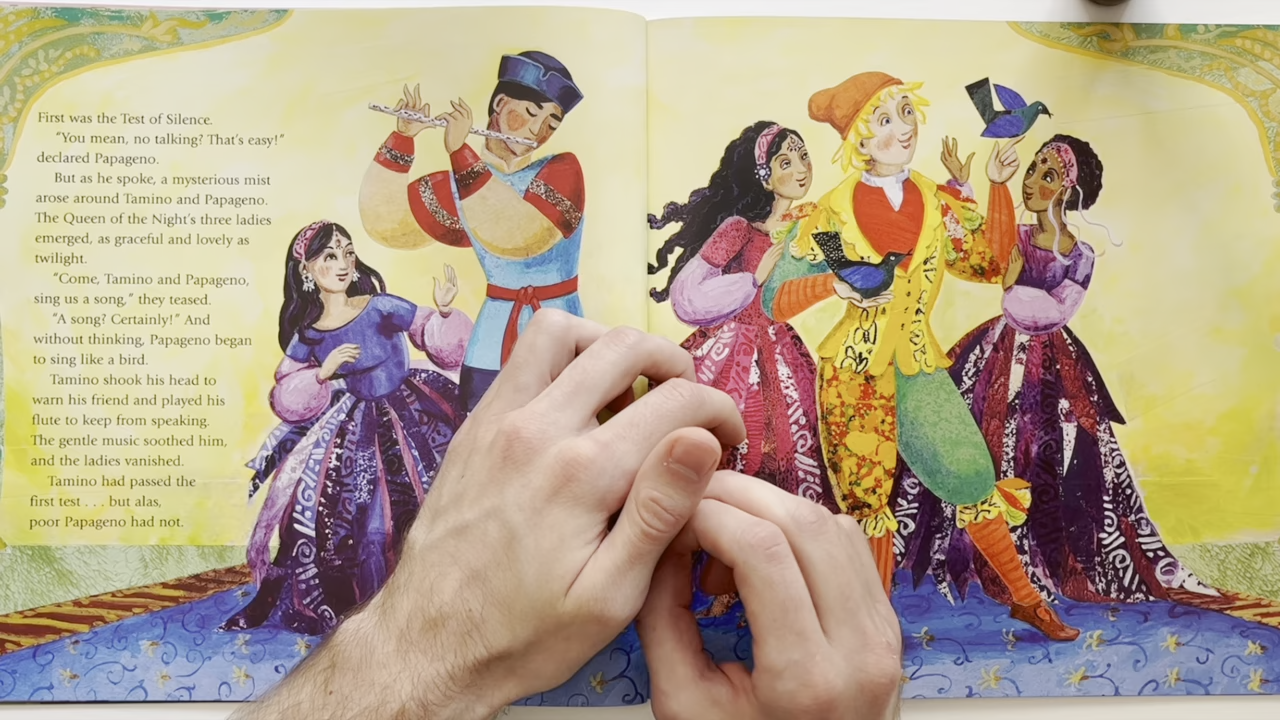 First was the Test of Silence.
"You mean, no talking? That's easy!"
declared Papageno.
But as he spoke, a mysterious mist
arose around Tamino and Papageno.
The Queen of the Night's three ladies
emerged, as graceful and lovely as
twilight.
"Come, Tamino and Papageno,
sing us a song," they teased.
"A song? Certainly!" And
without thinking, Papageno began
to sing like a bird.
Tamino shook his head to
warn his friend and played his
flute to keep from speaking.
The gentle music soothed him,
and the ladies vanished.
Tamino had passed the
first test . . . but alas,
poor Papageno had not.